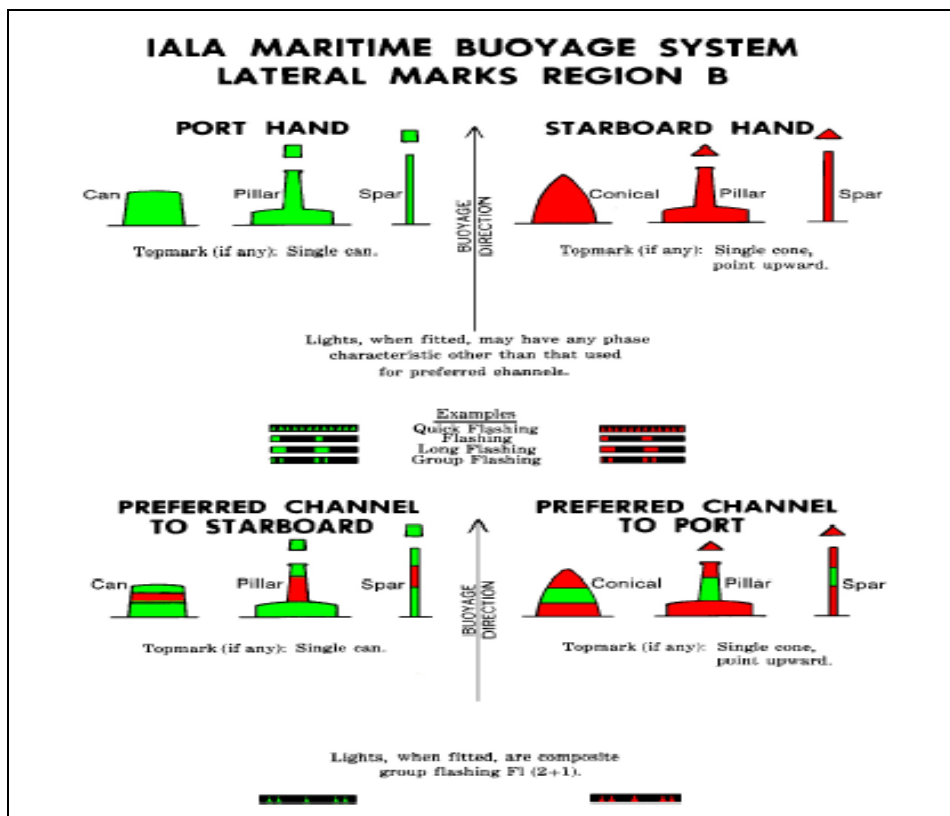 IALA MARITIME BUOYAGE SYSTEM
LATERAL MARKS REGION B
PORT HAND
STARBOARD HAND
Can
Pillar
Spar
Conical
Pillar
Spar
BUOYAGE
DIRECTION
Topmark (if any): Single can.
Topmark (if any): Single cone,
point upward.
Lights, when fitted, may have any phase
characteristic other than that used
for preferred channels.
Examples
Quick Flashing
Flashing
Long Flashing
Group Flashing
PREFERRED CHANNEL
TO STARBOARD
PREFERRED CHANNEL
TO PORT
Can
Pillar
Spar
Conical
Pillar
Spar
BUOYAGE
DIRECTION
Topmark (if any): Single can.
Topmark (if any): Single cone,
point upward.
Lights, when fitted, are composite
group flashing Fl (2+1).